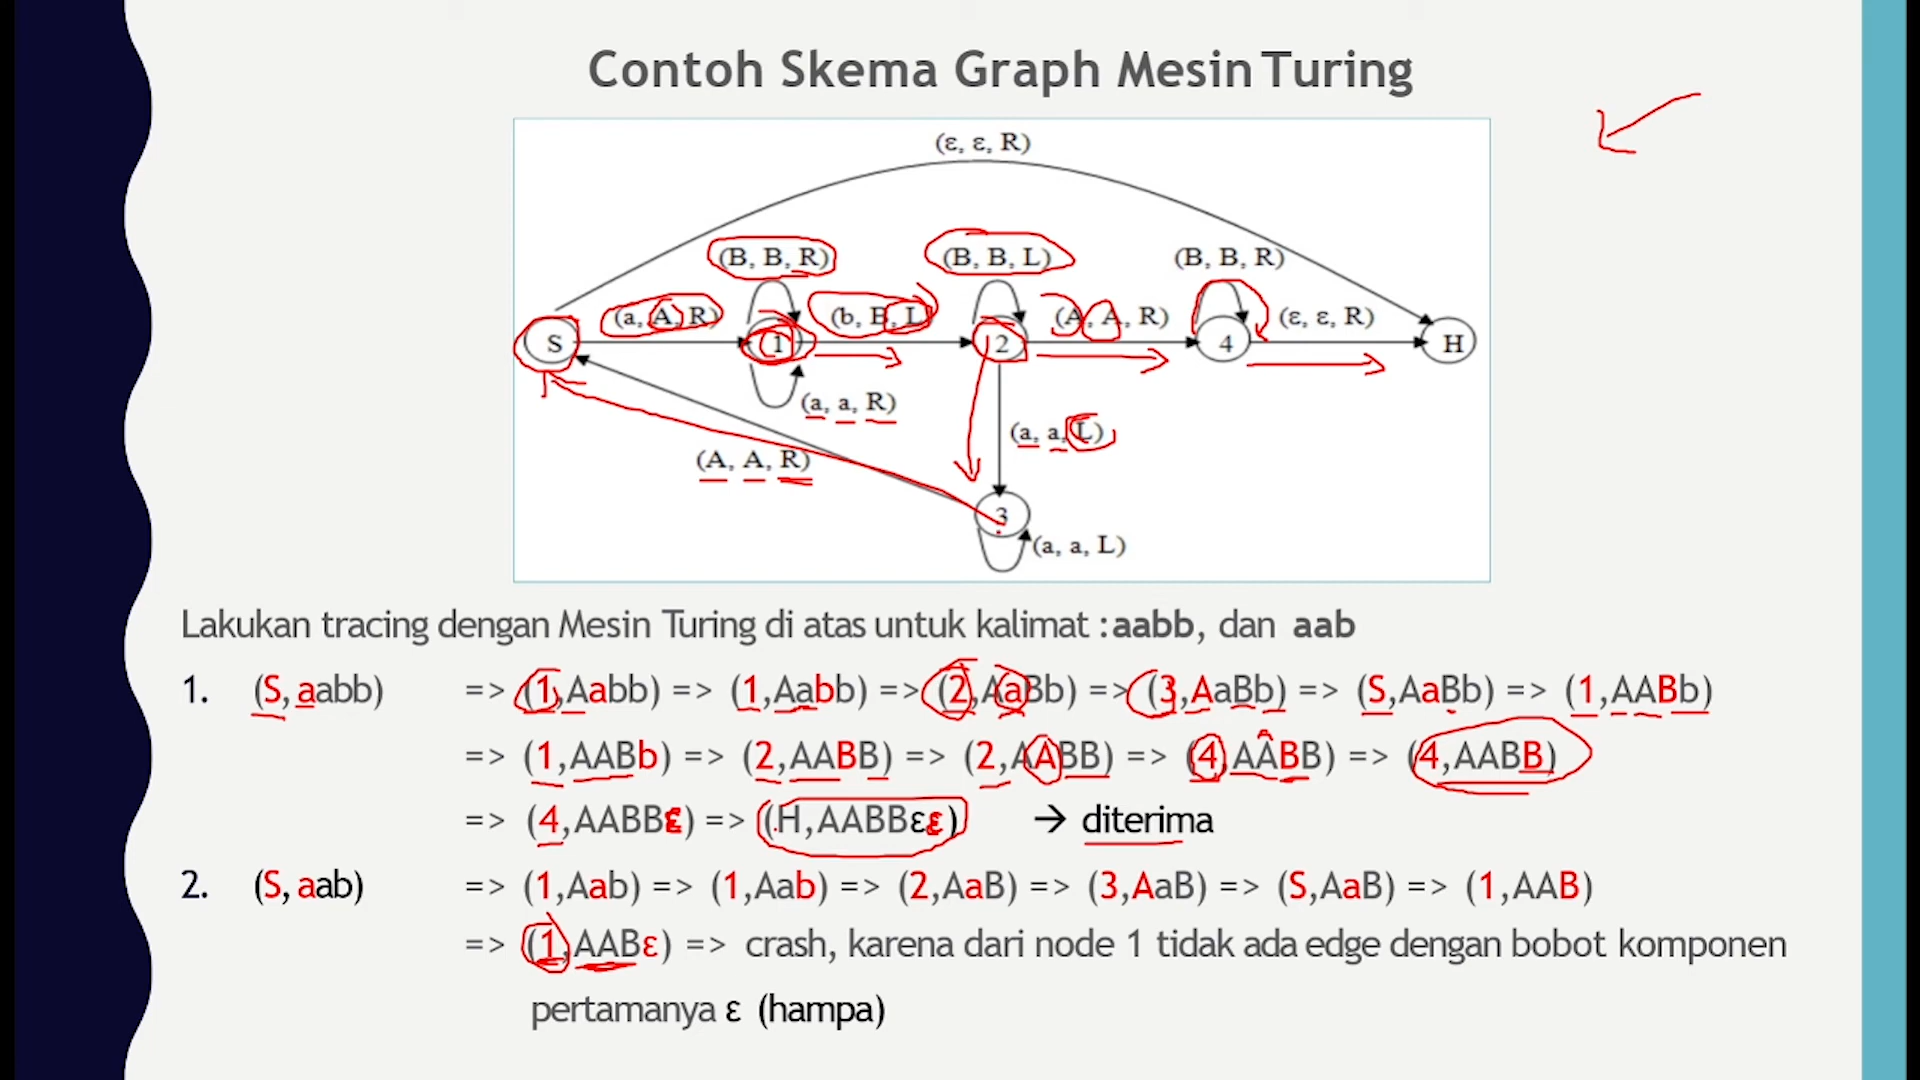 Contoh Skema Graph Mesin Turing
(ε, ε, R)
(B, B, R) (B, B, L) (B, B, R)
(a, A, R) (b, B, L) (A, A, R) (ε, ε, R)
S 1 2 4 H
(a, a, R)
(a, a, L)
(A, A, R)
3
(a, a, L)
Lakukan tracing dengan Mesin Turing di atas untuk kalimat : aabb, dan aab
1. (S, aabb) => (1,Aabb) => (1,Aabb) => (2,AaBb) => (3,AaBb) => (S,AaBb) => (1,AABb)
=> (1,AABb) => (2,AABB) => (2,AABB) => (4,AABB) => (4,AABB)
=> (4,AABBε) => (H,AABBεε) → diterima
2. (S, aab) => (1,Aab) => (1,Aab) => (2,AaB) => (3,AaB) => (S,AaB) => (1,AAB)
=> (1,AABε) => crash, karena dari node 1 tidak ada edge dengan bobot komponen
pertamanya ε (hampa)